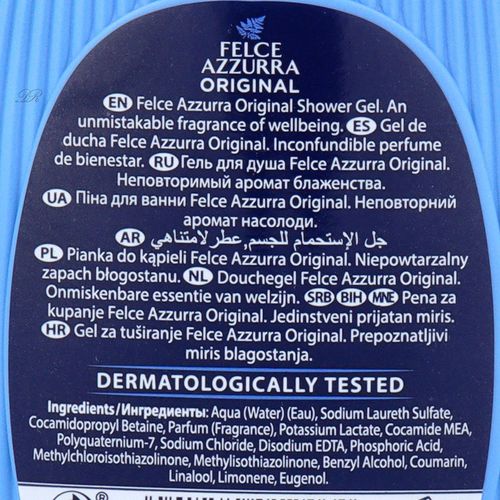 FELCE
AZZURRA
ORIGINAL
EN Felce Azzurra Original Shower Gel. An
unmistakable fragrance of wellbeing. ES Gel de
ducha Felce Azzurra Original. Inconfundible perfume
de bienestar. RU Гель для душа Felce Azzurra Original.
Неповторимый аромат блаженства.
UA Піна для ванни Felce Azzurra Original. Неповторний
аромат насолоди.
AR جل الإستحمام للجسم,عطر لامتناهي
PL Pianka do kąpieli Felce Azzurra Original. Niepowtarzalny
zapach błogostanu. NL Douchegel Felce Azzurra Original.
Onmiskenbare essentie van welzijn. SRB BIH MNE Pena za
kupanje Felce Azzurra Original. Jedinstveni prijatan miris.
HR Gel za tuširanje Felce Azzurra Original. Prepoznatljivi
miris blagostanja.
DERMATOLOGICALLY TESTED
Ingredients/Ингредиенты: Aqua (Water) (Eau), Sodium Laureth Sulfate,
Cocamidopropyl Betaine, Parfum (Fragrance), Potassium Lactate, Cocamide MEA,
Polyquaternium-7, Sodium Chloride, Disodium EDTA, Phosphoric Acid,
Methylchloroisothiazolinone, Methylisothiazolinone, Benzyl Alcohol, Coumarin,
Linalool, Limonene, Eugenol.